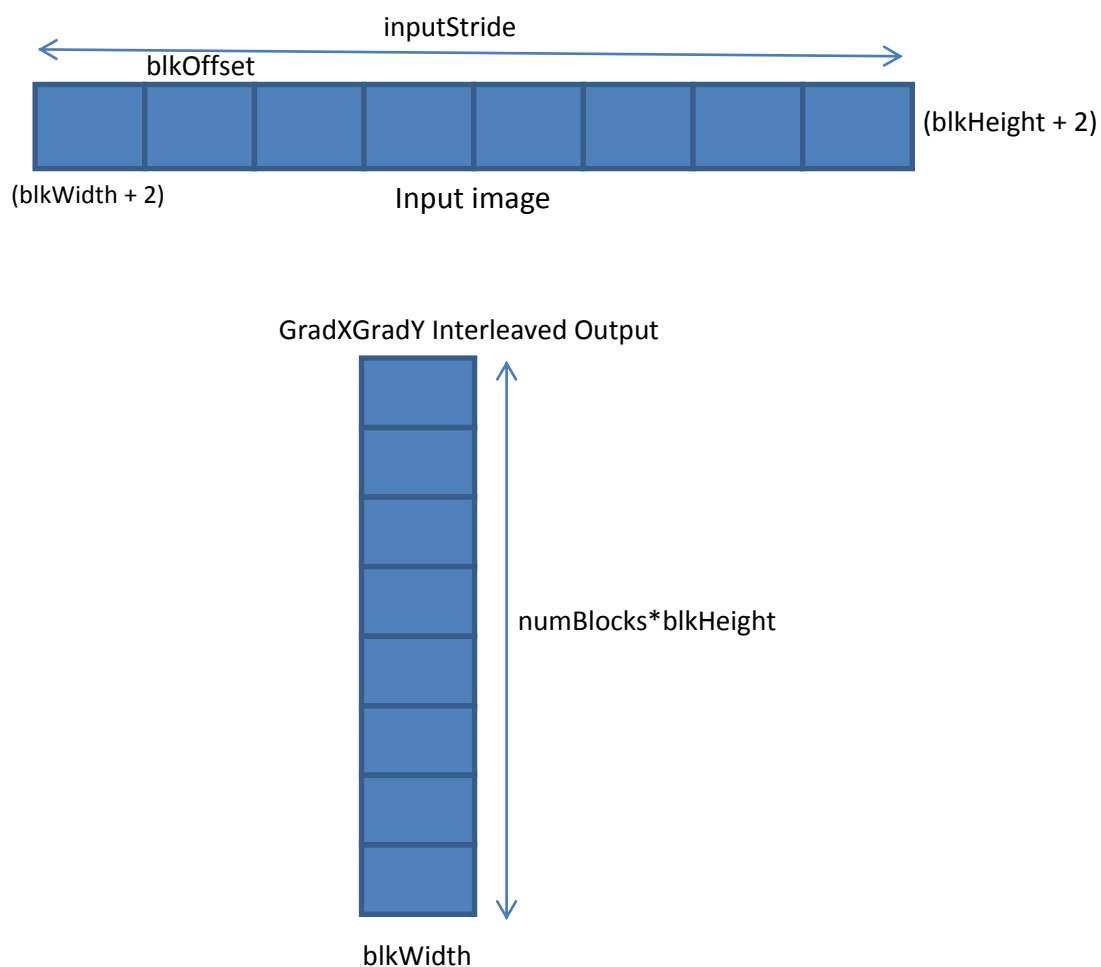 inputStride
blkOffset
(blkHeight + 2)
(blkWidth + 2)
Input image
GradXGradY Interleaved Output
numBlocks*blkHeight
blkWidth